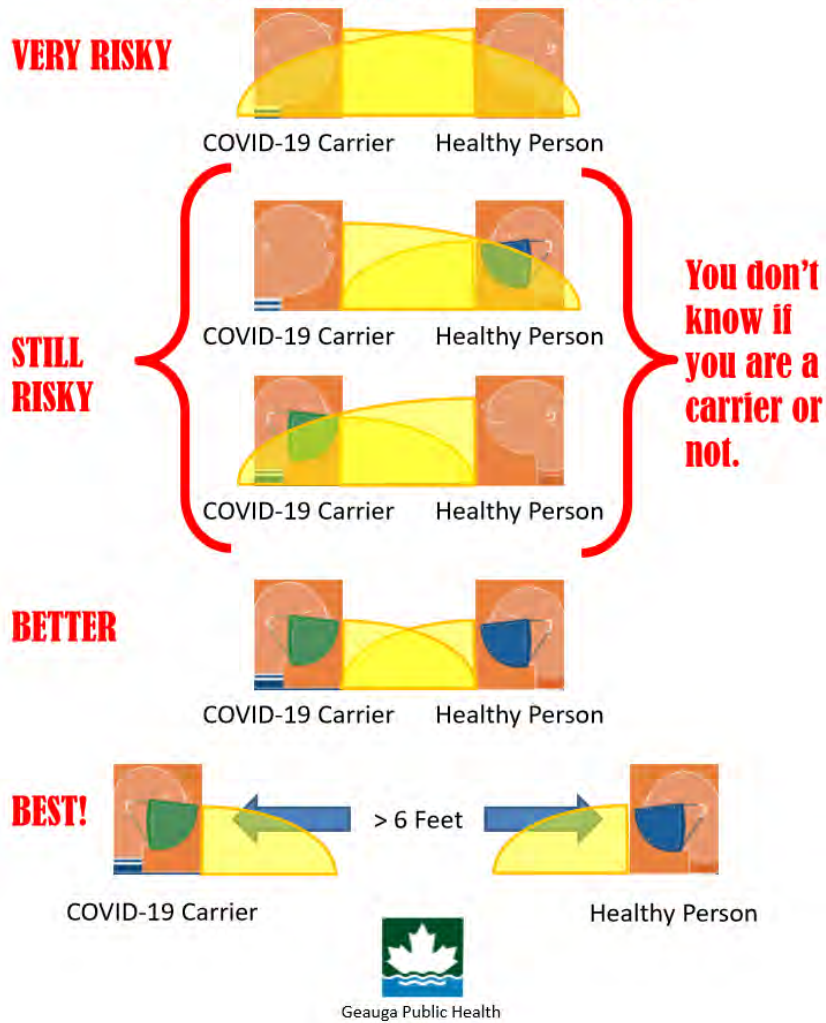 VERY RISKY
COVID-19 Carrier
Healthy Person
COVID-19 Carrier
Healthy Person
STILL
RISKY
You don't
know if
you are a
carrier or
not.
COVID-19 Carrier
Healthy Person
BETTER
COVID-19 Carrier
Healthy Person
BEST!
> 6 Feet
COVID-19 Carrier
Healthy Person
Geauga Public Health